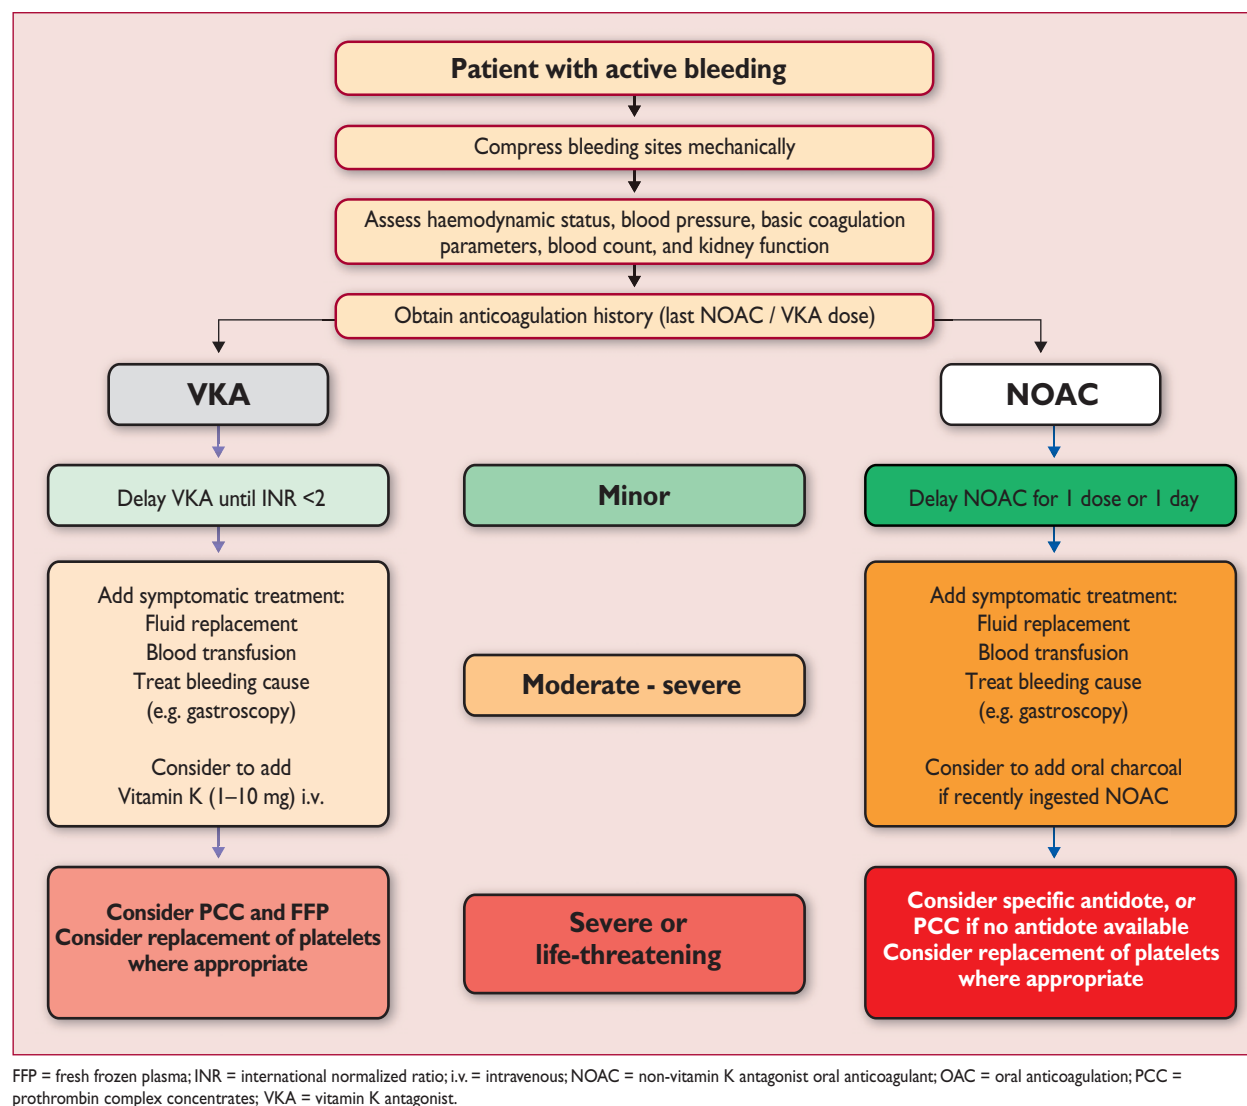 Patient with active bleeding
Compress bleeding sites mechanically
Assess haemodynamic status, blood pressure, basic coagulation
parameters, blood count, and kidney function
Obtain anticoagulation history (last NOAC / VKA dose)
VKA
NOAC
Delay VKA until INR <2
Minor
Delay NOAC for 1 dose or 1 day
Add symptomatic treatment:
Fluid replacement
Blood transfusion
Treat bleeding cause
(e.g. gastroscopy)
Consider to add
Vitamin K (1–10 mg) i.v.
Moderate - severe
Add symptomatic treatment:
Fluid replacement
Blood transfusion
Treat bleeding cause
(e.g. gastroscopy)
Consider to add oral charcoal
if recently ingested NOAC
Consider PCC and FFP
Consider replacement of platelets
where appropriate
Severe or
life-threatening
Consider specific antidote, or
PCC if no antidote available
Consider replacement of platelets
where appropriate
FFP = fresh frozen plasma; INR = international normalized ratio; i.v. = intravenous; NOAC = non-vitamin K antagonist oral anticoagulant; OAC = oral anticoagulation; PCC =
prothrombin complex concentrates; VKA = vitamin K antagonist.